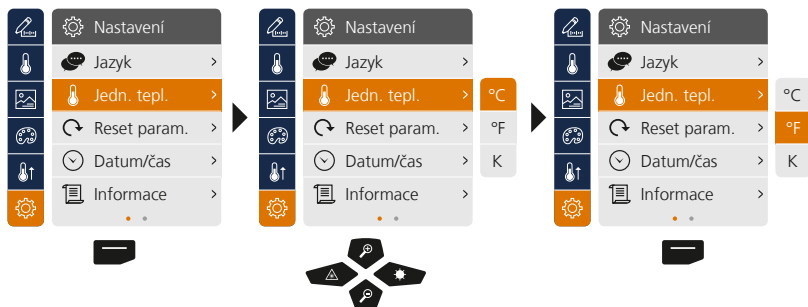 Nastavení
Jazyk
Jedn. tepl.
Reset param.
Datum/čas
Informace
Nastavení
Jazyk
Jedn. tepl.
Reset param.
Datum/čas
Informace
°C
°F
K
Nastavení
Jazyk
Jedn. tepl.
Reset param.
Datum/čas
Informace
°C
°F
K